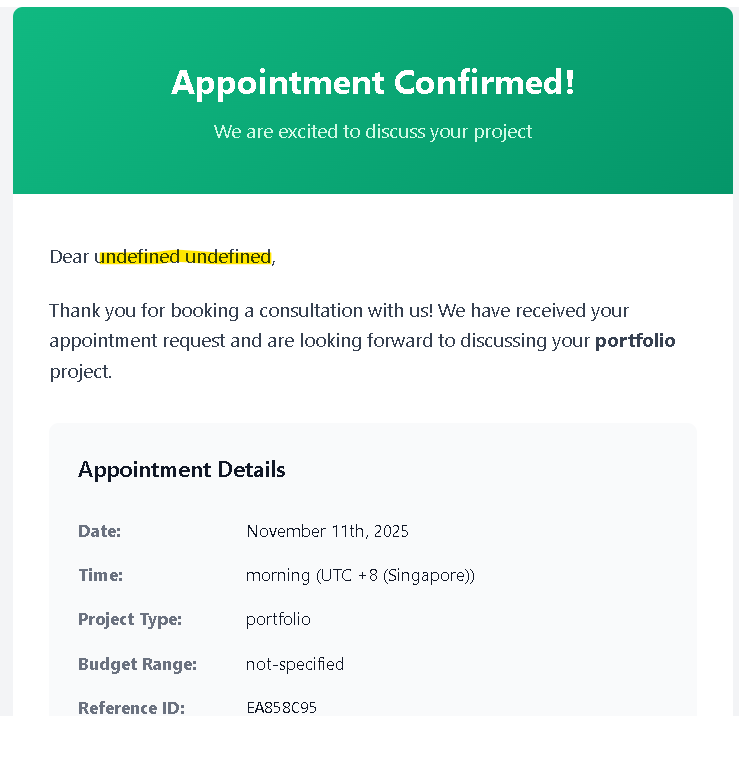 Appointment Confirmed!
We are excited to discuss your project
Dear undefined undefined,
Thank you for booking a consultation with us! We have received your
appointment request and are looking forward to discussing your portfolio
project.
Appointment Details
Date: November 11th, 2025
Time: morning (UTC +8 (Singapore))
Project Type: portfolio
Budget Range: not-specified
Reference ID: EA858C95